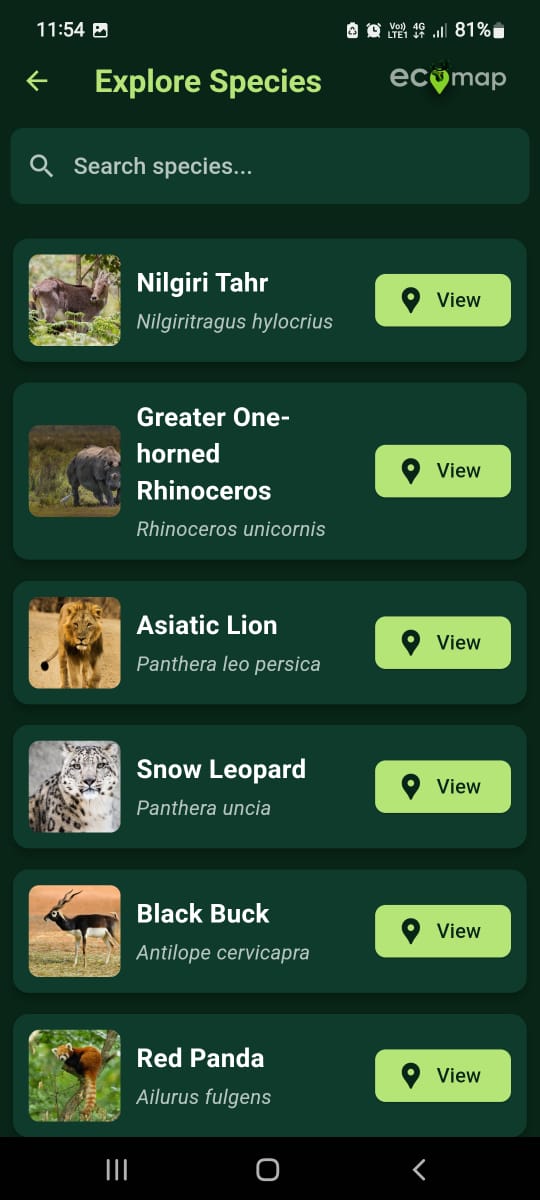 11:54
Vo)) 4G
LTE1
81%
Explore Species
ecomap
Search species...
Nilgiri Tahr
Nilgiritragus hylocrius
View
Greater One-
horned
Rhinoceros
Rhinoceros unicornis
View
Asiatic Lion
Panthera leo persica
View
Snow Leopard
Panthera uncia
View
Black Buck
Antilope cervicapra
View
Red Panda
Ailurus fulgens
View